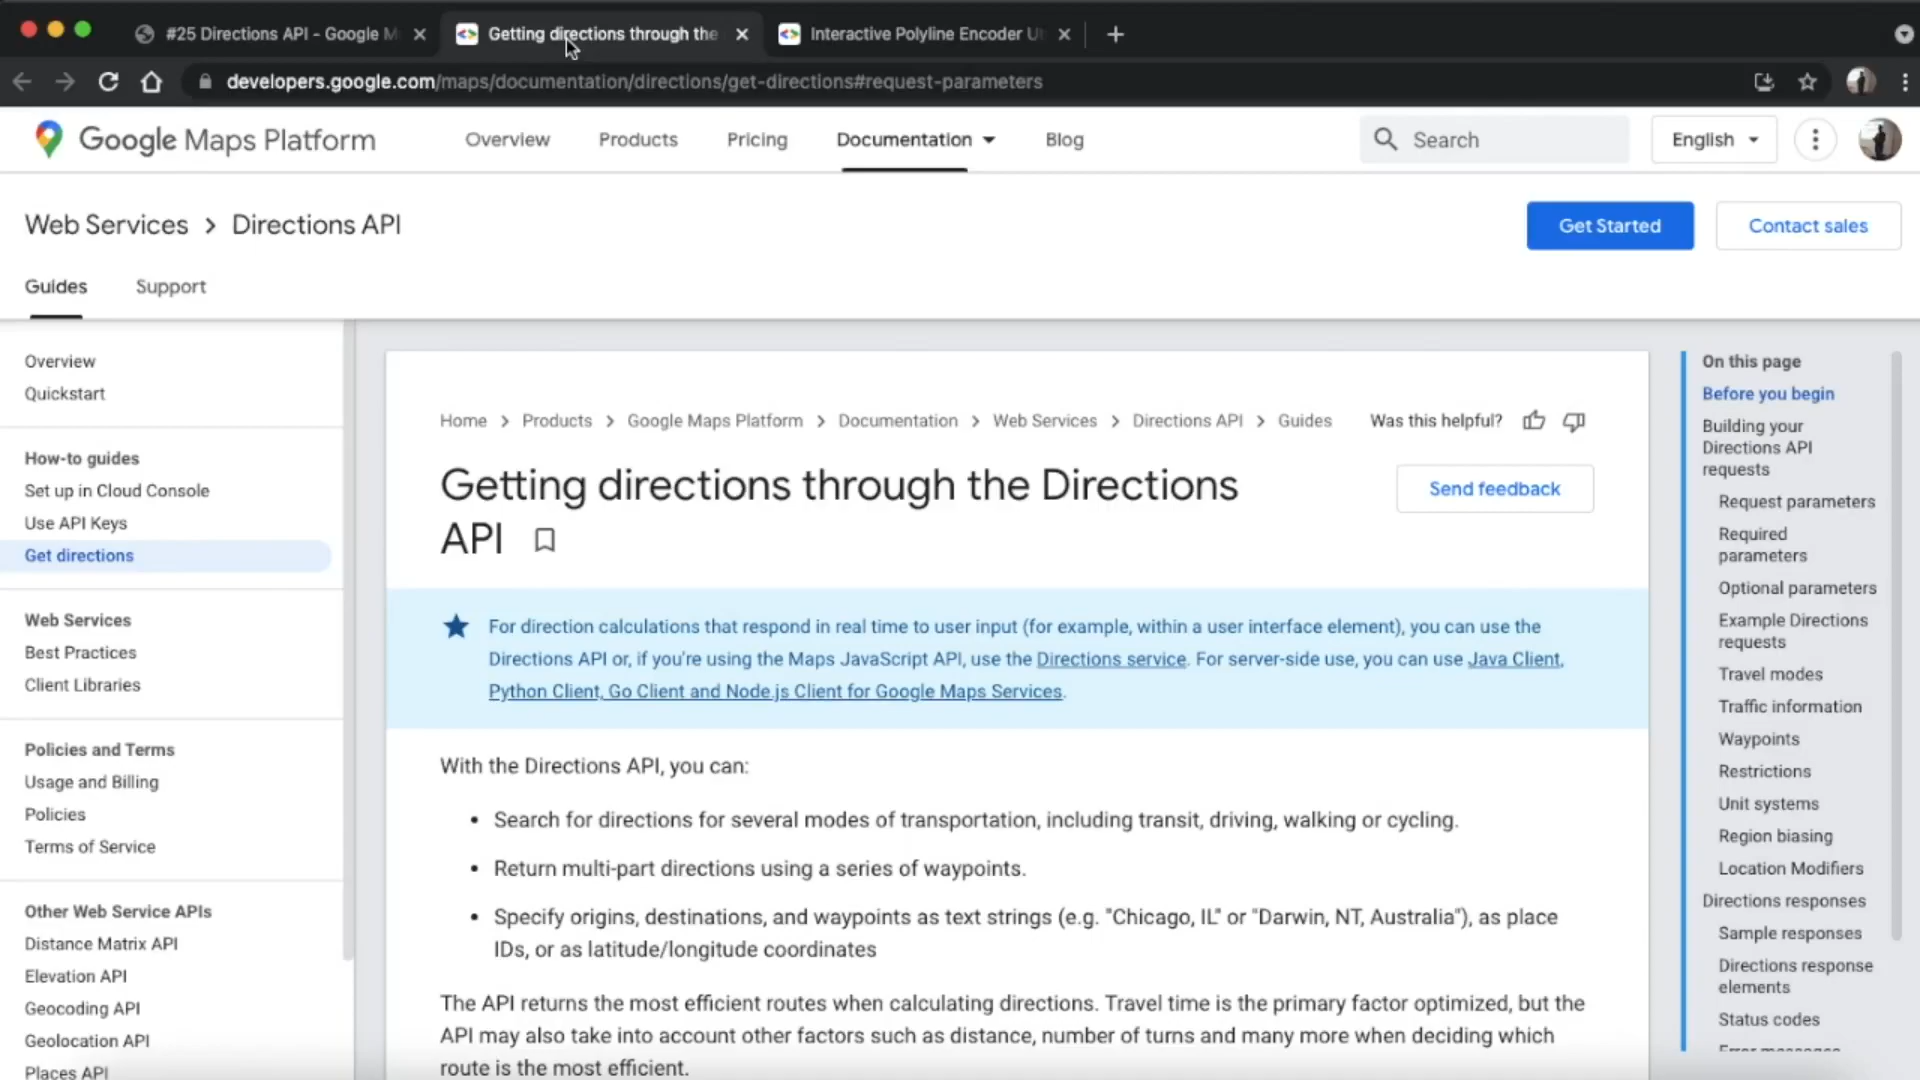 #25 Directions API - Google M
Getting directions through the
Interactive Polyline Encoder Ut
developers.google.com/maps/documentation/directions/get-directions#request-parameters
Google Maps Platform
Overview
Products
Pricing
Documentation
Blog
Search
English
Web Services > Directions API
Get Started
Contact sales
Guides
Support
Overview
Quickstart
How-to guides
Set up in Cloud Console
Use API Keys
Get directions
Web Services
Best Practices
Client Libraries
Policies and Terms
Usage and Billing
Policies
Terms of Service
Other Web Service APIs
Distance Matrix API
Elevation API
Geocoding API
Geolocation API
Places API
Home > Products > Google Maps Platform > Documentation > Web Services > Directions API > Guides
Was this helpful?
Getting directions through the Directions
API
Send feedback
For direction calculations that respond in real time to user input (for example, within a user interface element), you can use the
Directions API or, if you're using the Maps JavaScript API, use the Directions service. For server-side use, you can use Java Client,
Python Client, Go Client and Node.js Client for Google Maps Services.
With the Directions API, you can:
• Search for directions for several modes of transportation, including transit, driving, walking or cycling.
• Return multi-part directions using a series of waypoints.
• Specify origins, destinations, and waypoints as text strings (e.g. "Chicago, IL" or "Darwin, NT, Australia"), as place
IDs, or as latitude/longitude coordinates
The API returns the most efficient routes when calculating directions. Travel time is the primary factor optimized, but the
API may also take into account other factors such as distance, number of turns and many more when deciding which
route is the most efficient.
On this page
Before you begin
Building your
Directions API
requests
Request parameters
Required
parameters
Optional parameters
Example Directions
requests
Travel modes
Traffic information
Waypoints
Restrictions
Unit systems
Region biasing
Location Modifiers
Directions responses
Sample responses
Directions response
elements
Status codes
Error messages